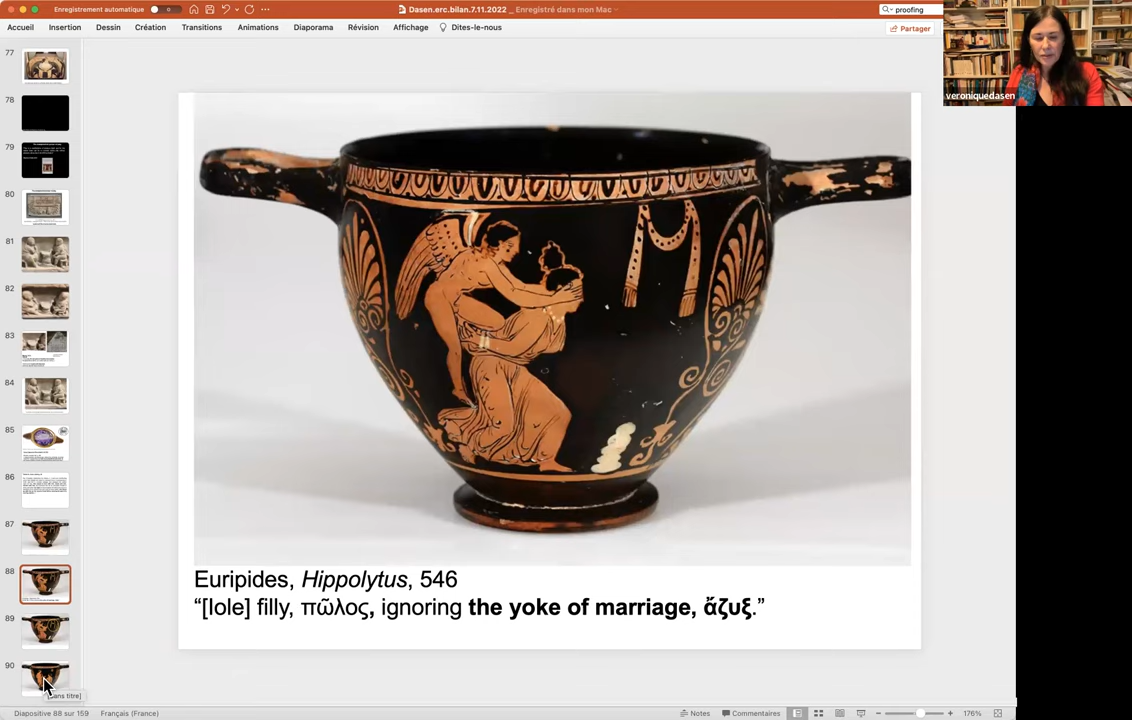 Enregistrement automatique
Dasen.erc.bilan.7.11.2022 _ Enregistré dans mon Mac
proofing
Accueil Insertion Dessin Création Transitions Animations Diaporama Révision Affichage Dites-le-nous
Partager
veroniquedasen
77
78
79
80
81
82
83
84
85
86
87
88
89
90
Euripides, Hippolytus, 546
“[Iole] filly, πῶλος, ignoring the yoke of marriage, ἄζυξ.”
Diapositive 88 sur 159 Français (France) Notes Commentaires 176%